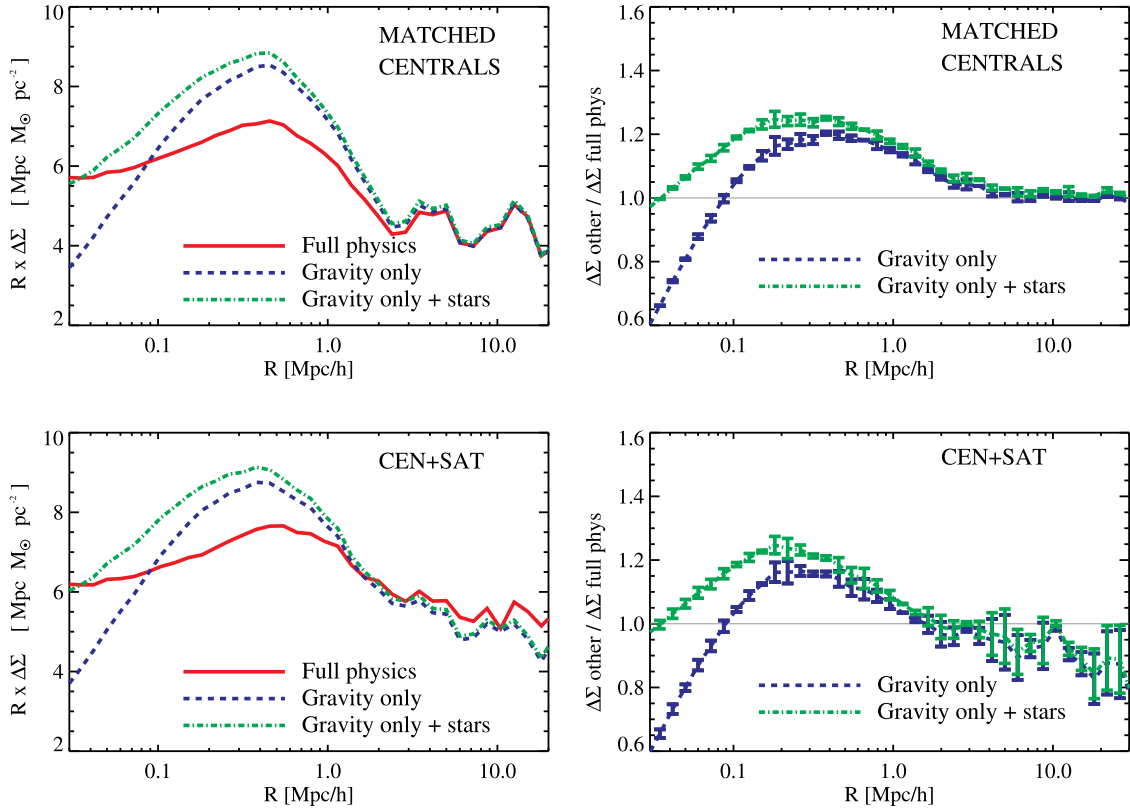 10
8
6
4
2
R x ΔΣ [ Mpc M⊙ pc⁻²]
MATCHED
CENTRALS
Full physics
Gravity only
Gravity only + stars
0.1
1.0
10.0
R [Mpc/h]
1.6
1.4
1.2
1.0
0.8
0.6
ΔΣ other / ΔΣ full phys
MATCHED
CENTRALS
Gravity only
Gravity only + stars
0.1
1.0
10.0
R [Mpc/h]
10
8
6
4
2
R x ΔΣ [ Mpc M⊙ pc⁻²]
CEN+SAT
Full physics
Gravity only
Gravity only + stars
0.1
1.0
10.0
R [Mpc/h]
1.6
1.4
1.2
1.0
0.8
0.6
ΔΣ other / ΔΣ full phys
CEN+SAT
Gravity only
Gravity only + stars
0.1
1.0
10.0
R [Mpc/h]